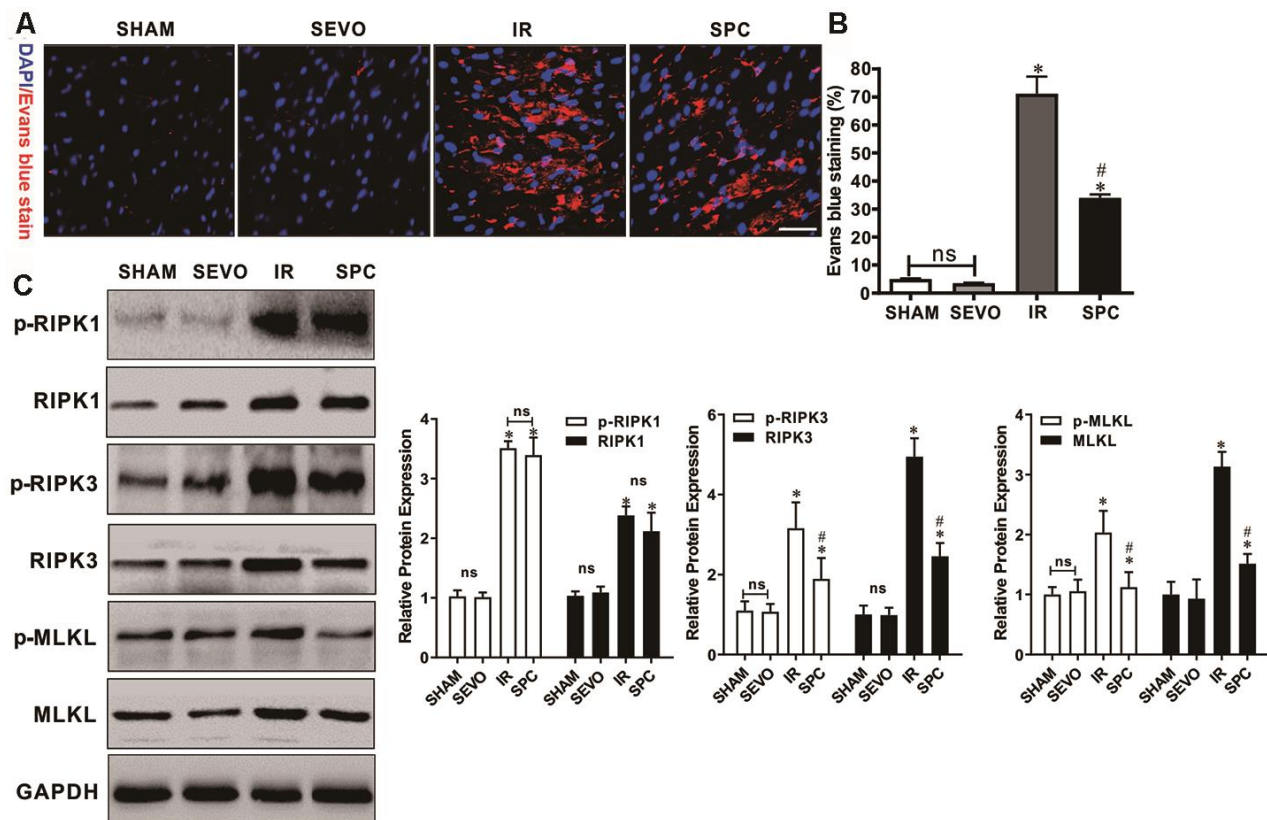 A
SHAM
SEVO
IR
SPC
DAPI/Evans blue stain
B
Evans blue staining (%)
80
70
60
50
40
30
20
10
0
ns
*
#
*
SHAM
SEVO
IR
SPC
C
SHAM
SEVO
IR
SPC
p-RIPK1
RIPK1
p-RIPK3
RIPK3
p-MLKL
MLKL
GAPDH
Relative Protein Expression
4
3
2
1
0
p-RIPK1
RIPK1
ns
* *
ns
* *
ns
ns
SHAM
SEVO
IR
SPC
SHAM
SEVO
IR
SPC
Relative Protein Expression
6
4
2
0
p-RIPK3
RIPK3
ns
*
#
*
ns
*
#
*
SHAM
SEVO
IR
SPC
SHAM
SEVO
IR
SPC
Relative Protein Expression
4
3
2
1
0
p-MLKL
MLKL
ns
*
#
*
*
#
*
SHAM
SEVO
IR
SPC
SHAM
SEVO
IR
SPC